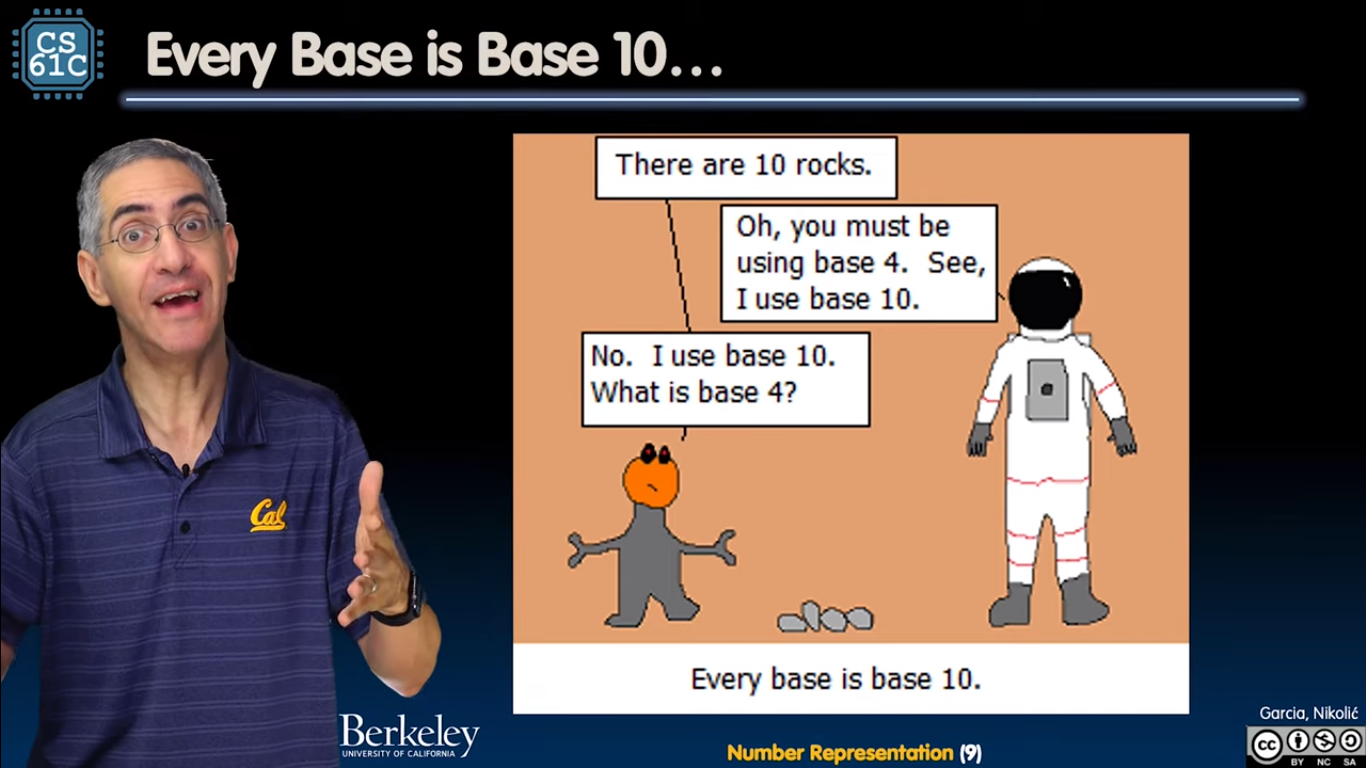 CS
61C
Every Base is Base 10...
There are 10 rocks.
Oh, you must be
using base 4.  See,
I use base 10.
No.  I use base 10.
What is base 4?
Every base is base 10.
Cal
Berkeley
UNIVERSITY OF CALIFORNIA
Number Representation (9)
Garcia, Nikolić
cc
BY NC SA